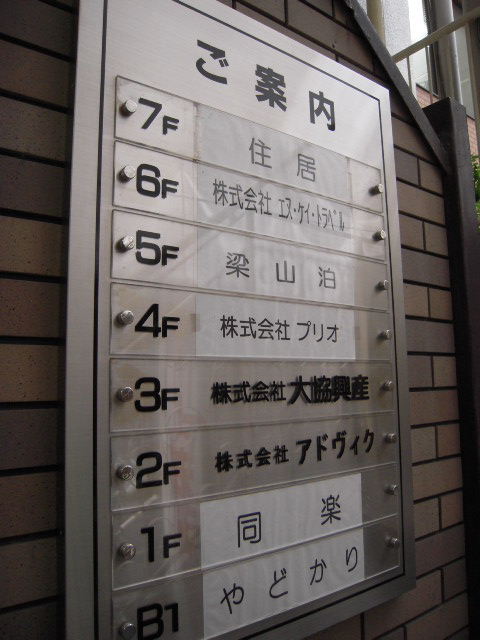 ご案内
7F 住居
6F 株式会社 エヌ・ケイ・トラベル
5F 梁山泊
4F 株式会社 プリオ
3F 株式会社 大協興産
2F 株式会社 アドヴィク
1F 同楽
B1 やどかり